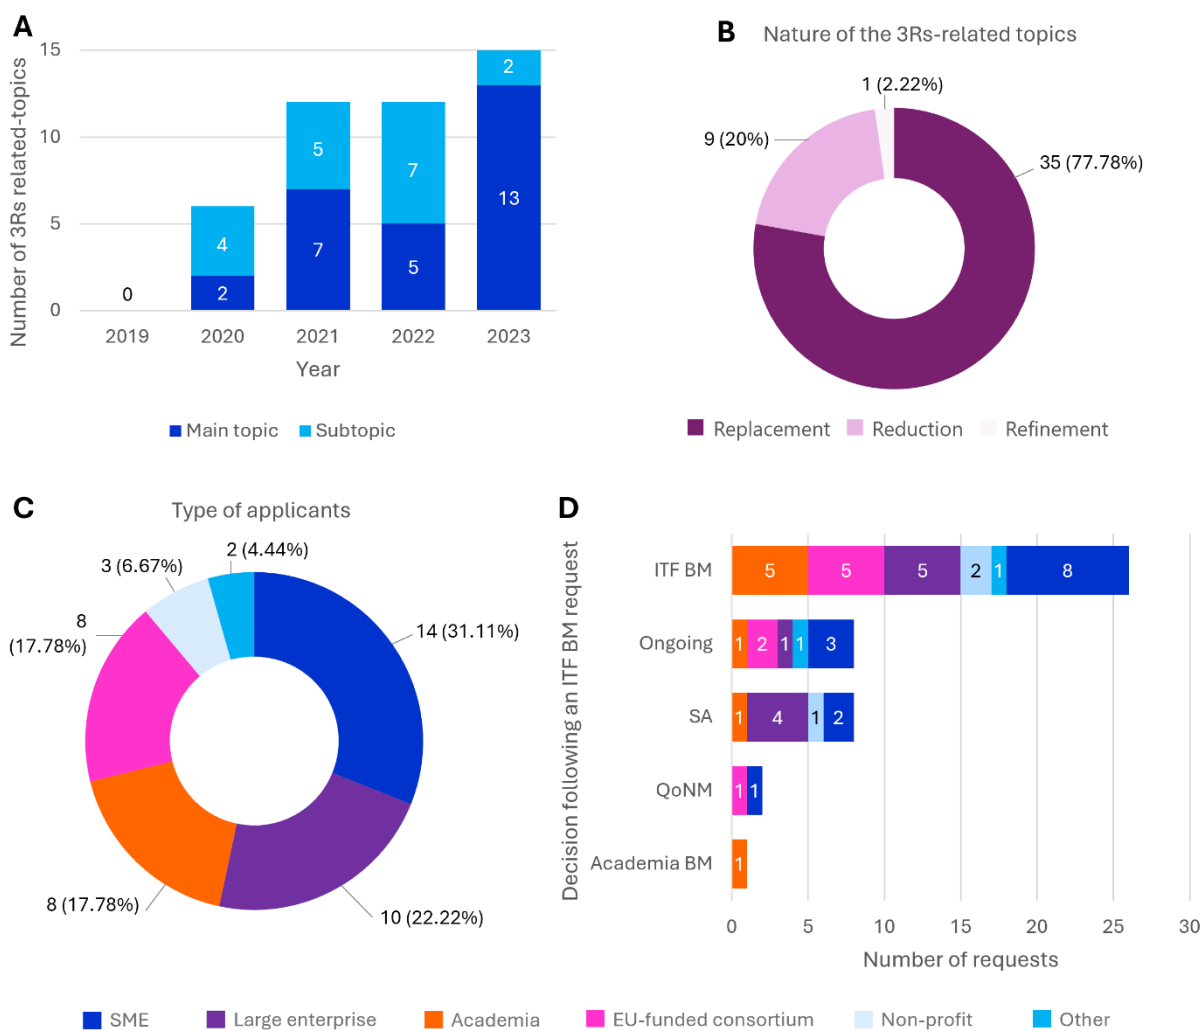 A
Number of 3Rs related-topics
15
10
5
0
0
4
2
5
7
7
5
2
13
2019 2020 2021 2022 2023
Year
Main topic Subtopic
B Nature of the 3Rs-related topics
1 (2.22%)
9 (20%)
35 (77.78%)
Replacement Reduction Refinement
C Type of applicants
2 (4.44%)
3 (6.67%)
8
(17.78%)
14 (31.11%)
8 (17.78%)
10 (22.22%)
D
Decision following an ITF BM request
ITF BM 5 5 5 2 1 8
Ongoing 1 2 1 1 3
SA 1 4 1 2
QoNM 1 1
Academia BM 1
0 5 10 15 20 25 30
Number of requests
SME Large enterprise Academia EU-funded consortium Non-profit Other